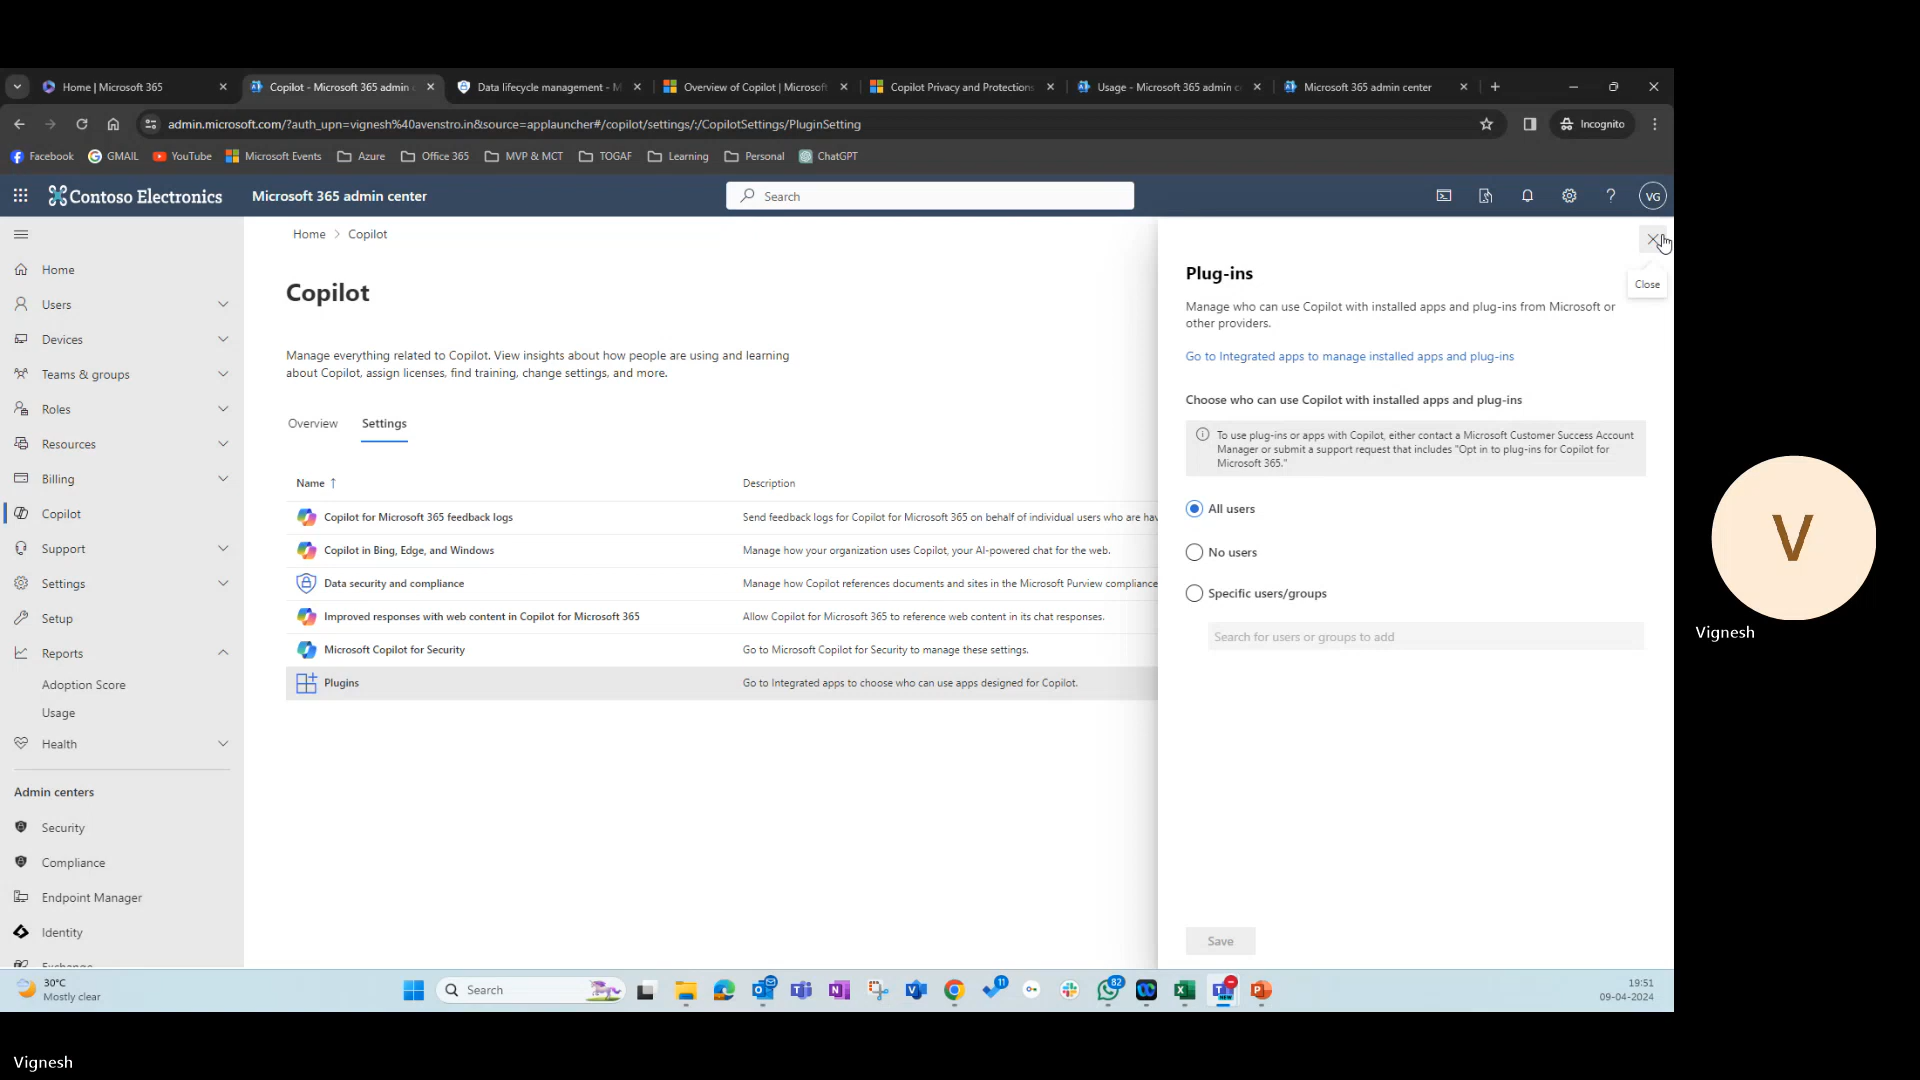 Home | Microsoft 365
Copilot - Microsoft 365 admin c
Data lifecycle management - M
Overview of Copilot | Microsoft
Copilot Privacy and Protections
Usage - Microsoft 365 admin c
Microsoft 365 admin center
admin.microsoft.com/?auth_upn=vignesh%40avenstro.in&source=applauncher#/copilot/settings/:/CopilotSettings/PluginSetting
Incognito
Facebook
GMAIL
YouTube
Microsoft Events
Azure
Office 365
MVP & MCT
TOGAF
Learning
Personal
ChatGPT
Contoso Electronics
Microsoft 365 admin center
Search
VG
Home
Users
Devices
Teams & groups
Roles
Resources
Billing
Copilot
Support
Settings
Setup
Reports
Adoption Score
Usage
Health
Admin centers
Security
Compliance
Endpoint Manager
Identity
Exchange
Home > Copilot
Copilot
Manage everything related to Copilot. View insights about how people are using and learning
about Copilot, assign licenses, find training, change settings, and more.
Overview
Settings
Name ↑
Description
Copilot for Microsoft 365 feedback logs
Send feedback logs for Copilot for Microsoft 365 on behalf of individual users who are hav
Copilot in Bing, Edge, and Windows
Manage how your organization uses Copilot, your AI-powered chat for the web.
Data security and compliance
Manage how Copilot references documents and sites in the Microsoft Purview compliance
Improved responses with web content in Copilot for Microsoft 365
Allow Copilot for Microsoft 365 to reference web content in its chat responses.
Microsoft Copilot for Security
Go to Microsoft Copilot for Security to manage these settings.
Plugins
Go to Integrated apps to choose who can use apps designed for Copilot.
Close
Plug-ins
Manage who can use Copilot with installed apps and plug-ins from Microsoft or
other providers.
Go to Integrated apps to manage installed apps and plug-ins
Choose who can use Copilot with installed apps and plug-ins
To use plug-ins or apps with Copilot, either contact a Microsoft Customer Success Account
Manager or submit a support request that includes "Opt in to plug-ins for Copilot for
Microsoft 365."
All users
No users
Specific users/groups
Search for users or groups to add
Save
V
Vignesh
30°C
Mostly clear
Search
11
82
NEW
19:51
09-04-2024
Vignesh